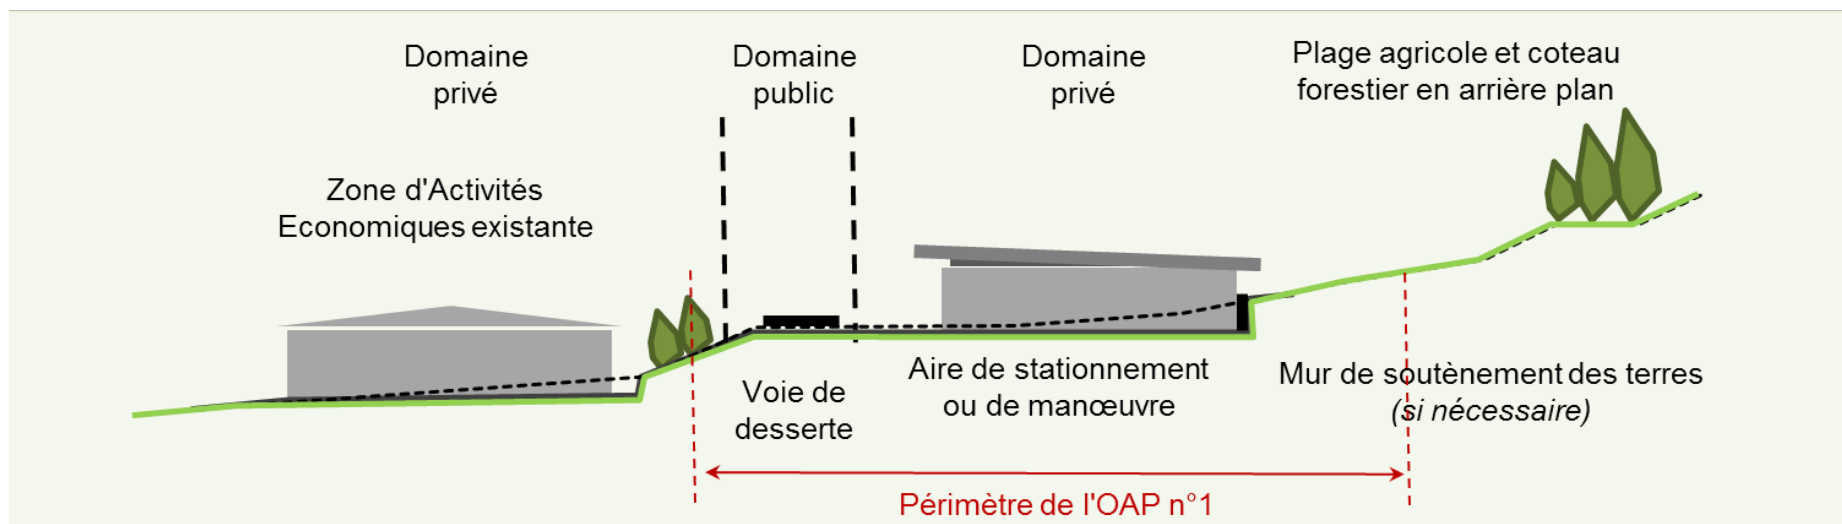 Domaine
privé
Domaine
public
Domaine
privé
Plage agricole et coteau
forestier en arrière plan
Zone d'Activités
Economiques existante
Voie de
desserte
Aire de stationnement
ou de manœuvre
Mur de soutènement des terres
(si nécessaire)
Périmètre de l'OAP n°1